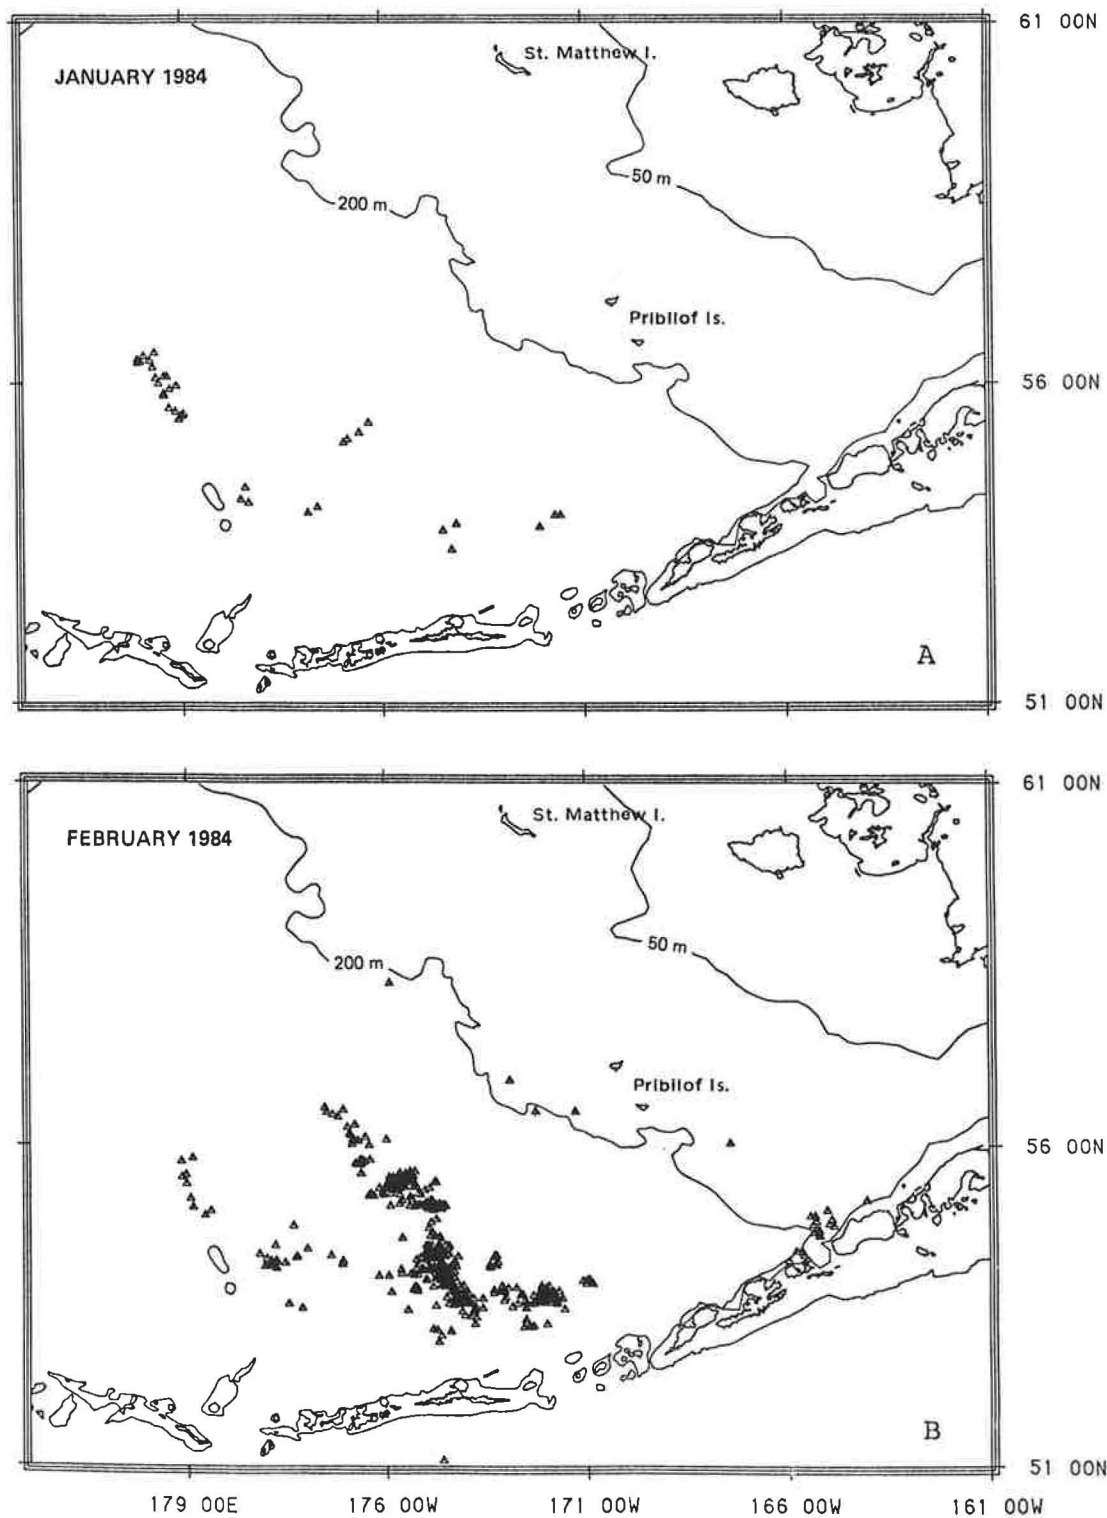 61 00N
St. Matthew I.
JANUARY 1984
50 m
200 m
Pribilof Is.
56 00N
A
51 00N
61 00N
St. Matthew I.
FEBRUARY 1984
50 m
200 m
Pribilof Is.
56 00N
B
51 00N
179 00E 176 00W 171 00W 166 00W 161 00W